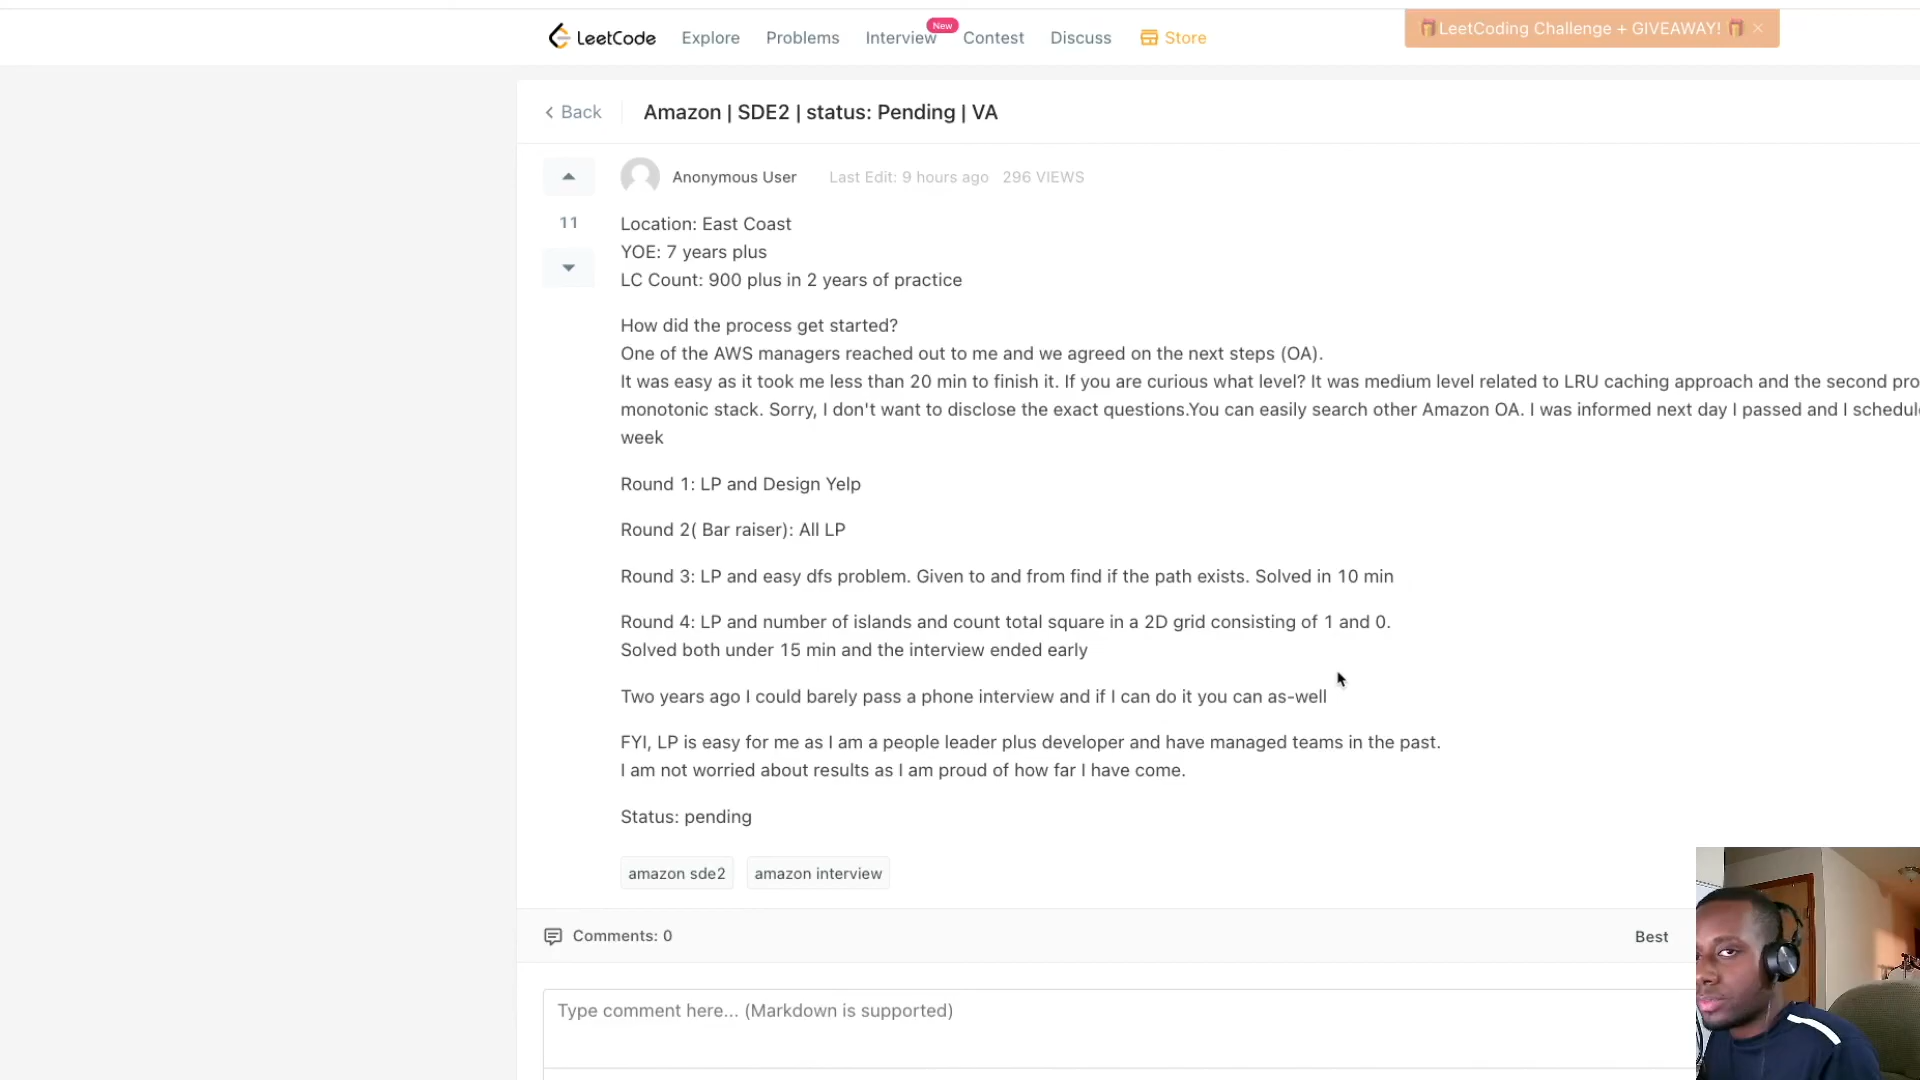 LeetCode Explore Problems Interview New Contest Discuss Store
🎁LeetCoding Challenge + GIVEAWAY! 🎁
Back Amazon | SDE2 | status: Pending | VA
Anonymous User Last Edit: 9 hours ago 296 VIEWS
11
Location: East Coast
YOE: 7 years plus
LC Count: 900 plus in 2 years of practice
How did the process get started?
One of the AWS managers reached out to me and we agreed on the next steps (OA).
It was easy as it took me less than 20 min to finish it. If you are curious what level? It was medium level related to LRU caching approach and the second pro
monotonic stack. Sorry, I don't want to disclose the exact questions.You can easily search other Amazon OA. I was informed next day I passed and I schedul
week
Round 1: LP and Design Yelp
Round 2( Bar raiser): All LP
Round 3: LP and easy dfs problem. Given to and from find if the path exists. Solved in 10 min
Round 4: LP and number of islands and count total square in a 2D grid consisting of 1 and 0.
Solved both under 15 min and the interview ended early
Two years ago I could barely pass a phone interview and if I can do it you can as-well
FYI, LP is easy for me as I am a people leader plus developer and have managed teams in the past.
I am not worried about results as I am proud of how far I have come.
Status: pending
amazon sde2 amazon interview
Comments: 0 Best
Type comment here... (Markdown is supported)